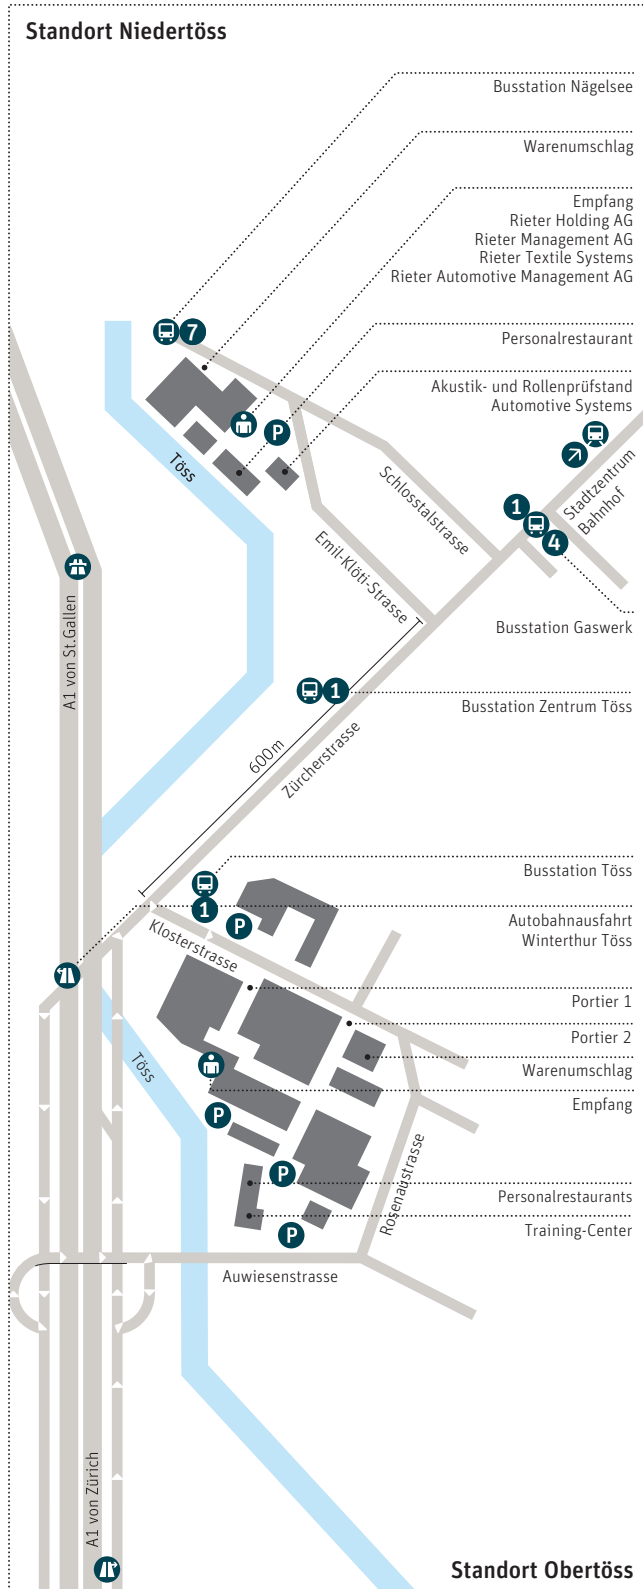 Standort Niedertöss
Busstation Nägelsee
Warenumschlag
Empfang
Rieter Holding AG
Rieter Management AG
Rieter Textile Systems
Rieter Automotive Management AG
7
Personalrestaurant
Akustik- und Rollenprüfstand
Automotive Systems
P
Töss
Schlosstalstrasse
Stadtzentrum
Bahnhof
1
4
Emil-Klöti-Strasse
A1 von St.Gallen
Busstation Gaswerk
1
Busstation Zentrum Töss
600m
Zürcherstrasse
Busstation Töss
1
P
Autobahnausfahrt
Winterthur Töss
Klosterstrasse
Portier 1
Portier 2
Töss
Warenumschlag
Empfang
P
Rosenaustrasse
P
Personalrestaurants
Training-Center
P
Auwiesenstrasse
A1 von Zürich
Standort Obertöss